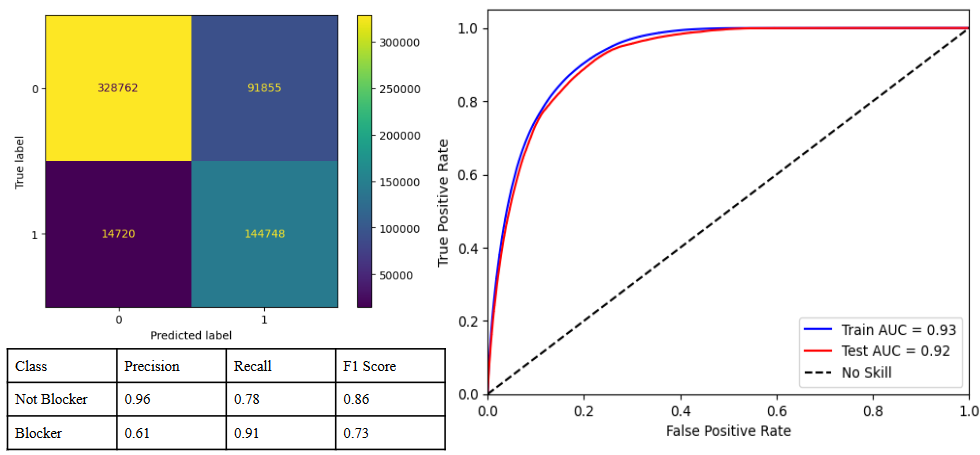 300000
0
328762
91855
250000
200000
True label
150000
1
14720
144748
100000
50000
0
1
Predicted label
Class Precision Recall F1 Score
Not Blocker 0.96 0.78 0.86
Blocker 0.61 0.91 0.73
1.0
0.8
0.6
0.4
0.2
0.0
True Positive Rate
Train AUC = 0.93
Test AUC = 0.92
No Skill
0.0 0.2 0.4 0.6 0.8 1.0
False Positive Rate